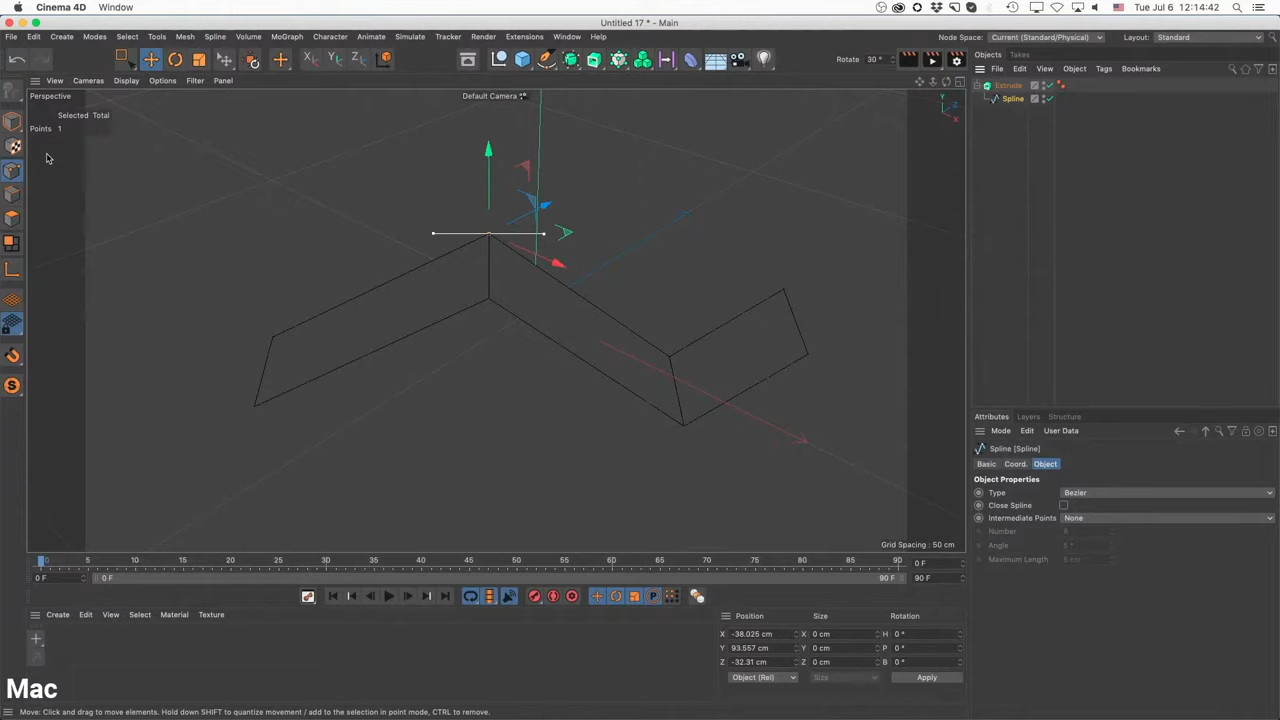 Cinema 4D Window Tue Jul 6 12:14:42
Untitled 17 * - Main
File Edit Create Modes Select Tools Mesh Spline Volume MoGraph Character Animate Simulate Tracker Render Extensions Window Help Node Space: Current (Standard/Physical) Layout: Standard
Rotate 30 °
Objects Takes
File Edit View Object Tags Bookmarks
View Cameras Display Options Filter Panel
Perspective Default Camera
Extrude
Spline
Selected Total
Points 1
Y
Z
X
Attributes Layers Structure
Mode Edit User Data
Spline [Spline]
Basic Coord. Object
Object Properties
Type Bezier
Close Spline
Intermediate Points None
Number 8
Angle 5 °
Maximum Length 5 cm
Grid Spacing : 50 cm
0 5 10 15 20 25 30 35 40 45 50 55 60 65 70 75 80 85 90 0 F
0 F 0 F 90 F 90 F
Create Edit View Select Material Texture
Position Size Rotation
X -38.025 cm X 0 cm H 0 °
Y 93.557 cm Y 0 cm P 0 °
Z -32.31 cm Z 0 cm B 0 °
Object (Rel) Size Apply
Mac
Move: Click and drag to move elements. Hold down SHIFT to quantize movement / add to the selection in point mode, CTRL to remove.